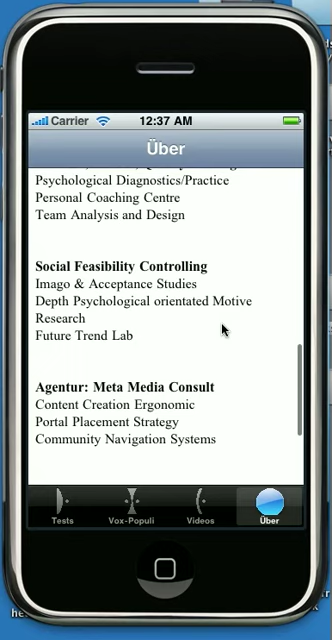 Carrier 12:37 AM
Über
Psychological Diagnostics/Practice
Personal Coaching Centre
Team Analysis and Design
Social Feasibility Controlling
Imago & Acceptance Studies
Depth Psychological orientated Motive
Research
Future Trend Lab
Agentur: Meta Media Consult
Content Creation Ergonomic
Portal Placement Strategy
Community Navigation Systems
Tests Vox-Populi Videos Über